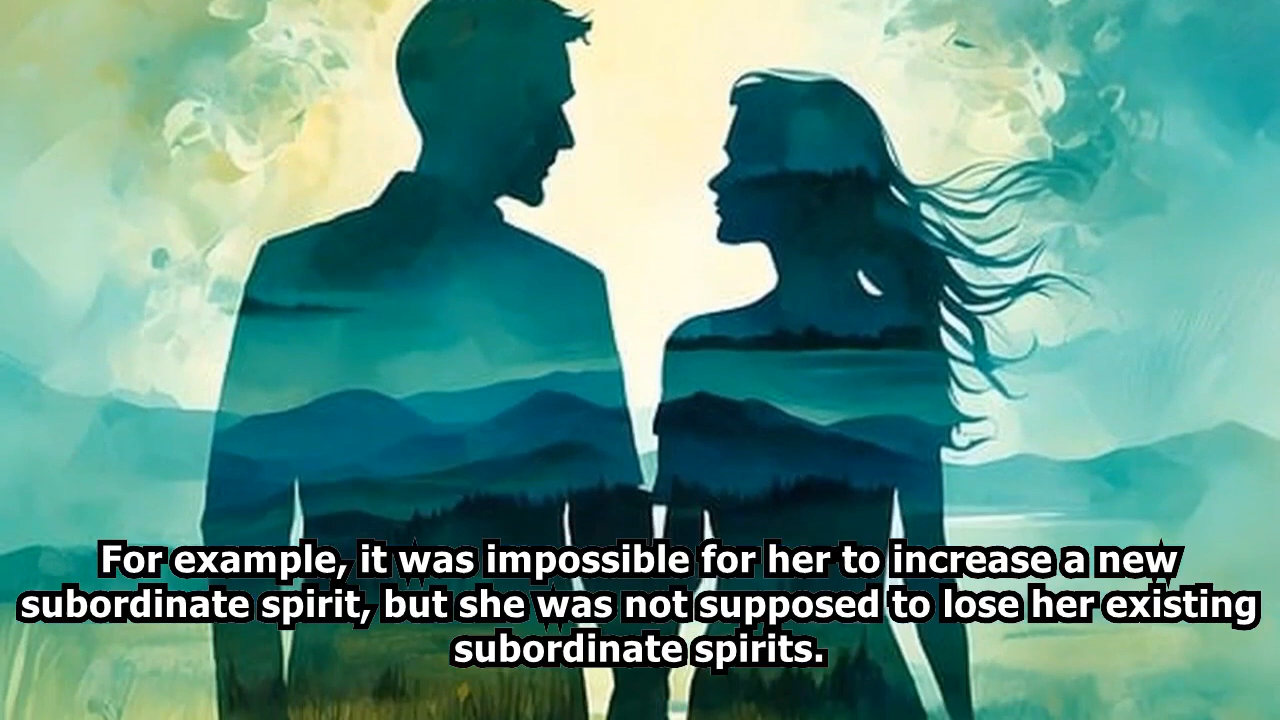 For example, it was impossible for her to increase a new
subordinate spirit, but she was not supposed to lose her existing
subordinate spirits.